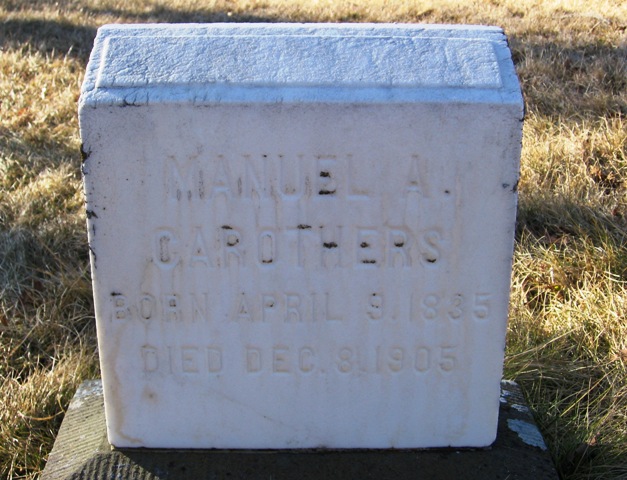 MANUEL A.
CAROTHERS
BORN APRIL 9.1835
DIED DEC. 8.1905